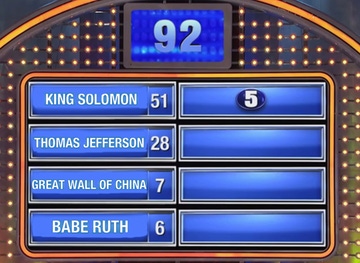 92
KING SOLOMON 51
5
THOMAS JEFFERSON 28
GREAT WALL OF CHINA 7
BABE RUTH 6